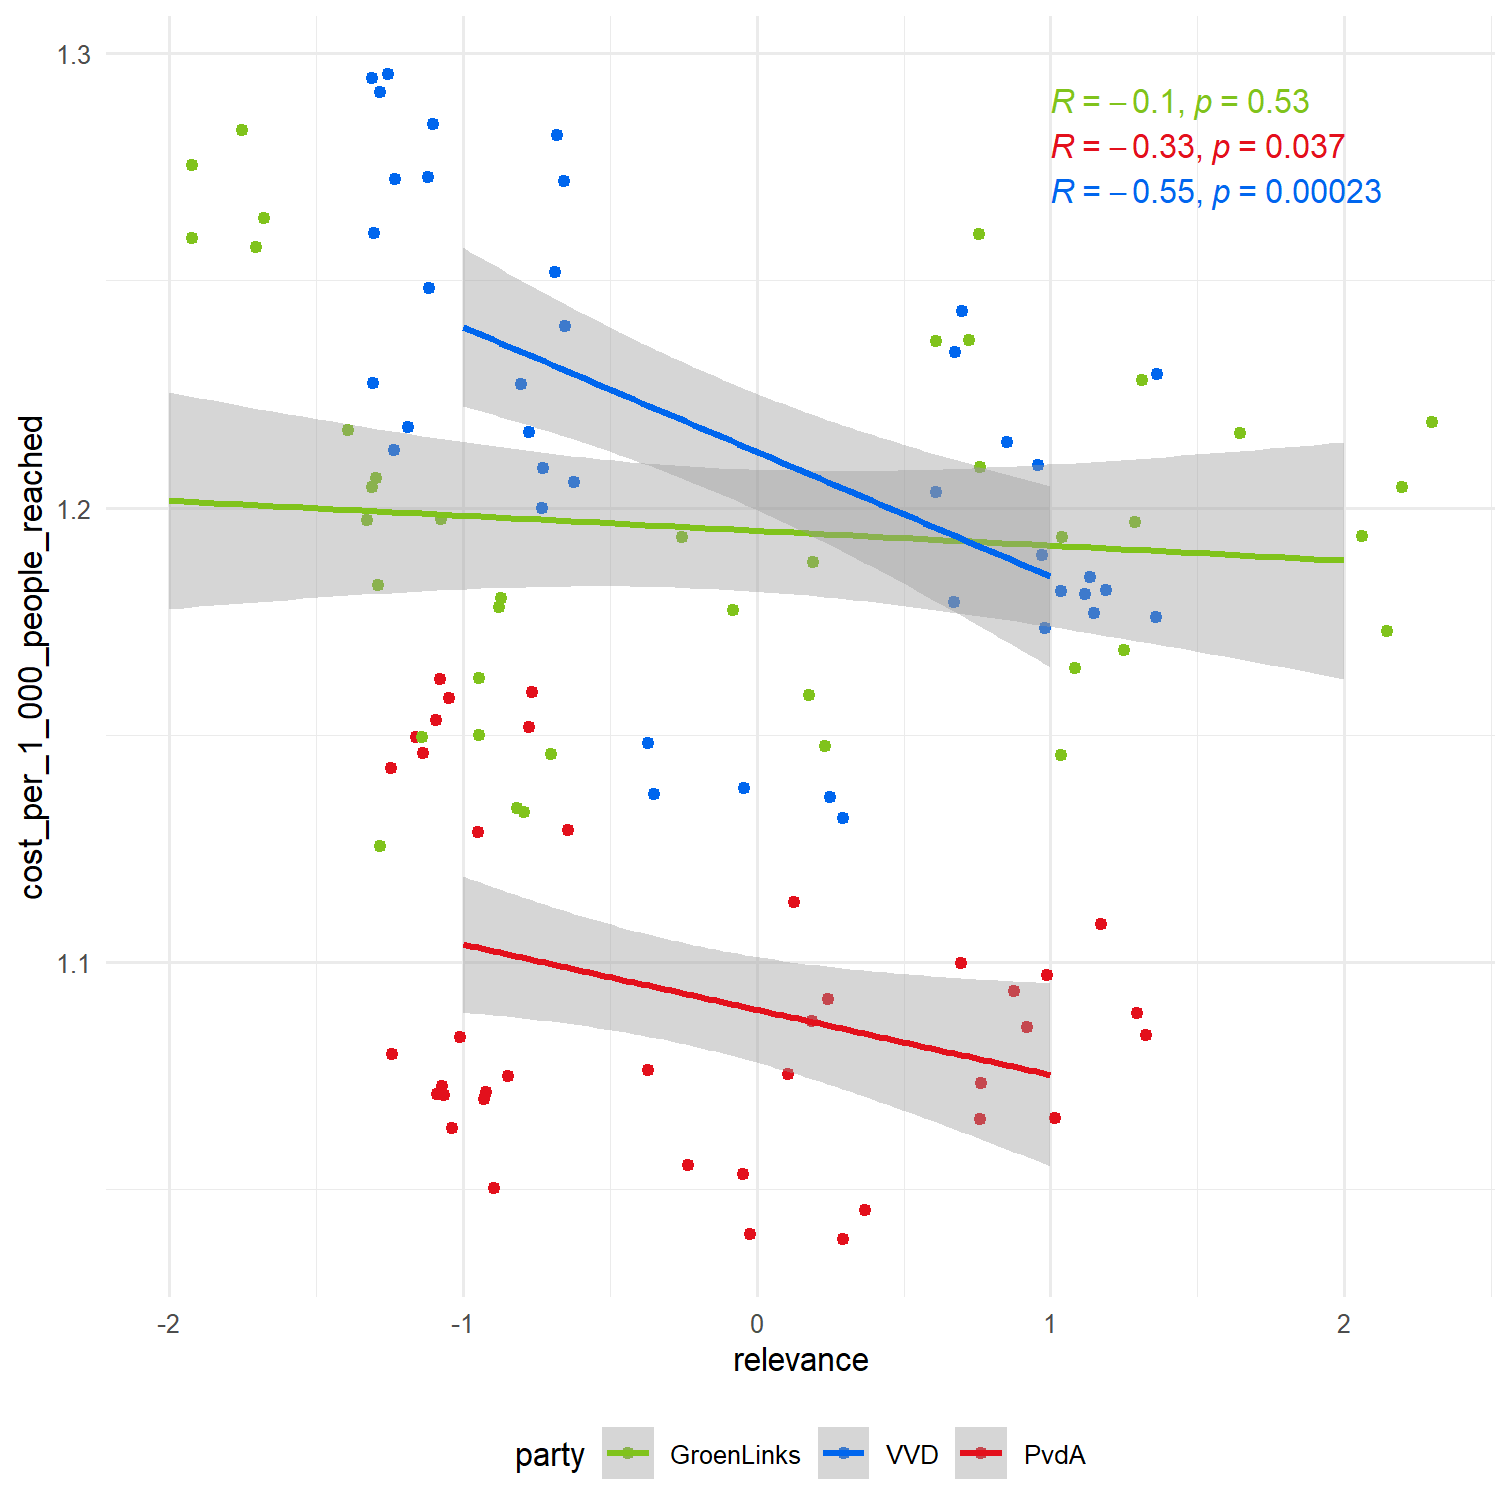 1.3
R = −0.1, p = 0.53
R = −0.33, p = 0.037
R = −0.55, p = 0.00023
1.2
1.1
cost_per_1_000_people_reached
-2 -1 0 1 2
relevance
party GroenLinks VVD PvdA